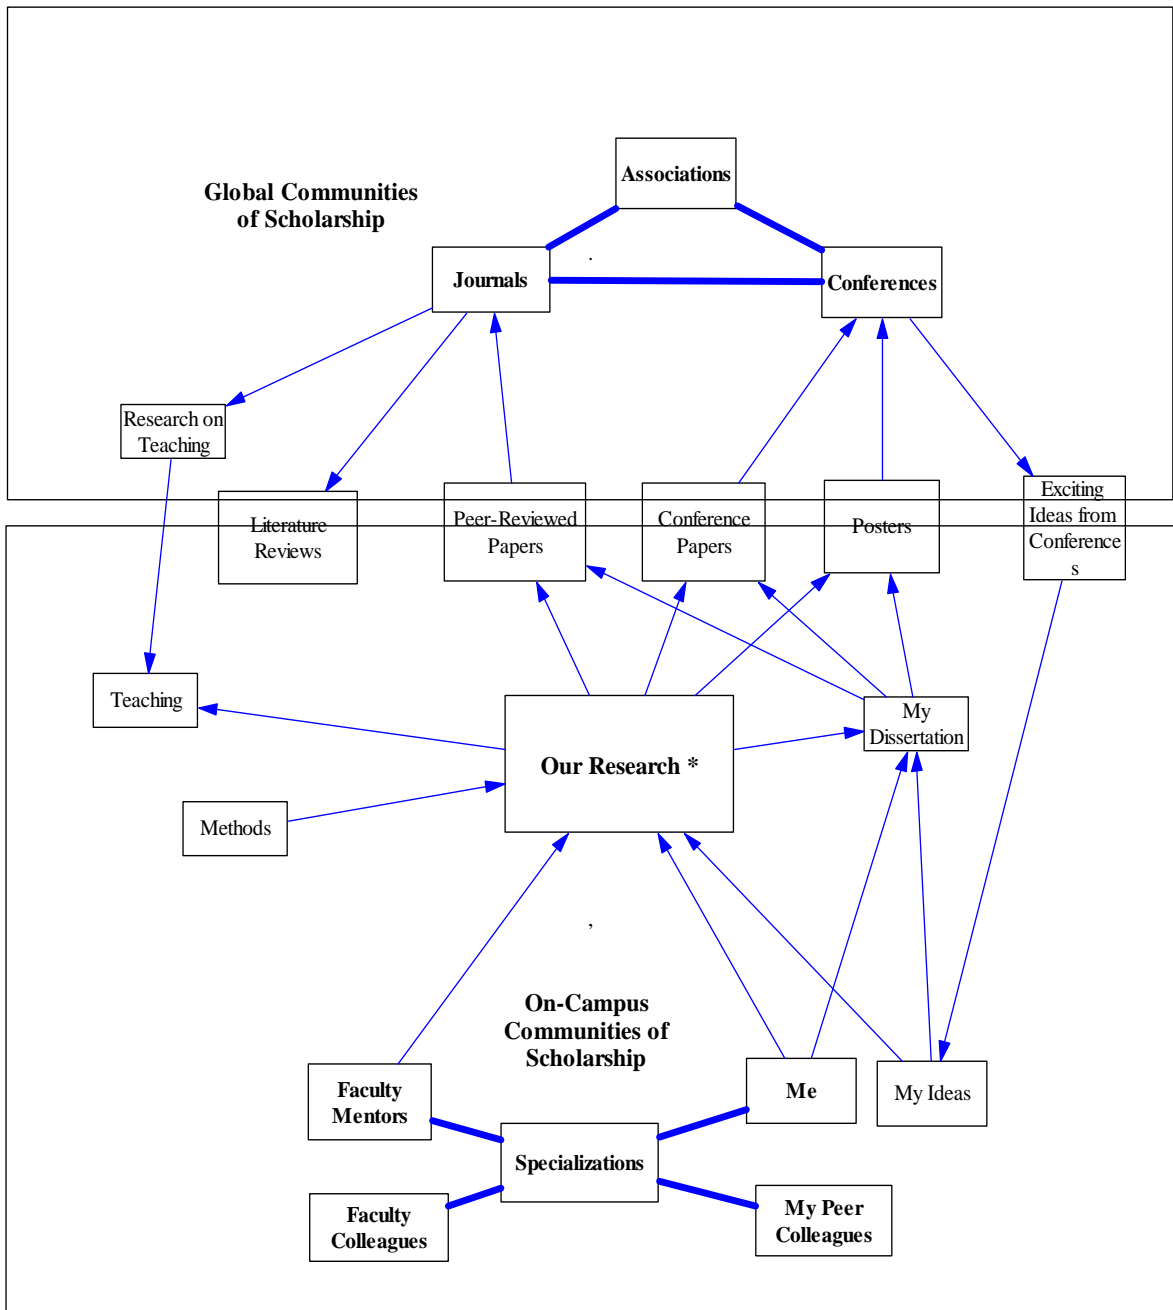 Associations
Global Communities
of Scholarship
.
Journals
Conferences
Research on
Teaching
Literature
Reviews
Peer-Reviewed
Papers
Conference
Papers
Posters
Exciting
Ideas from
Conference
s
Teaching
My
Dissertation
Our Research *
Methods
,
On-Campus
Communities of
Scholarship
Faculty
Mentors
Me
My Ideas
Specializations
Faculty
Colleagues
My Peer
Colleagues